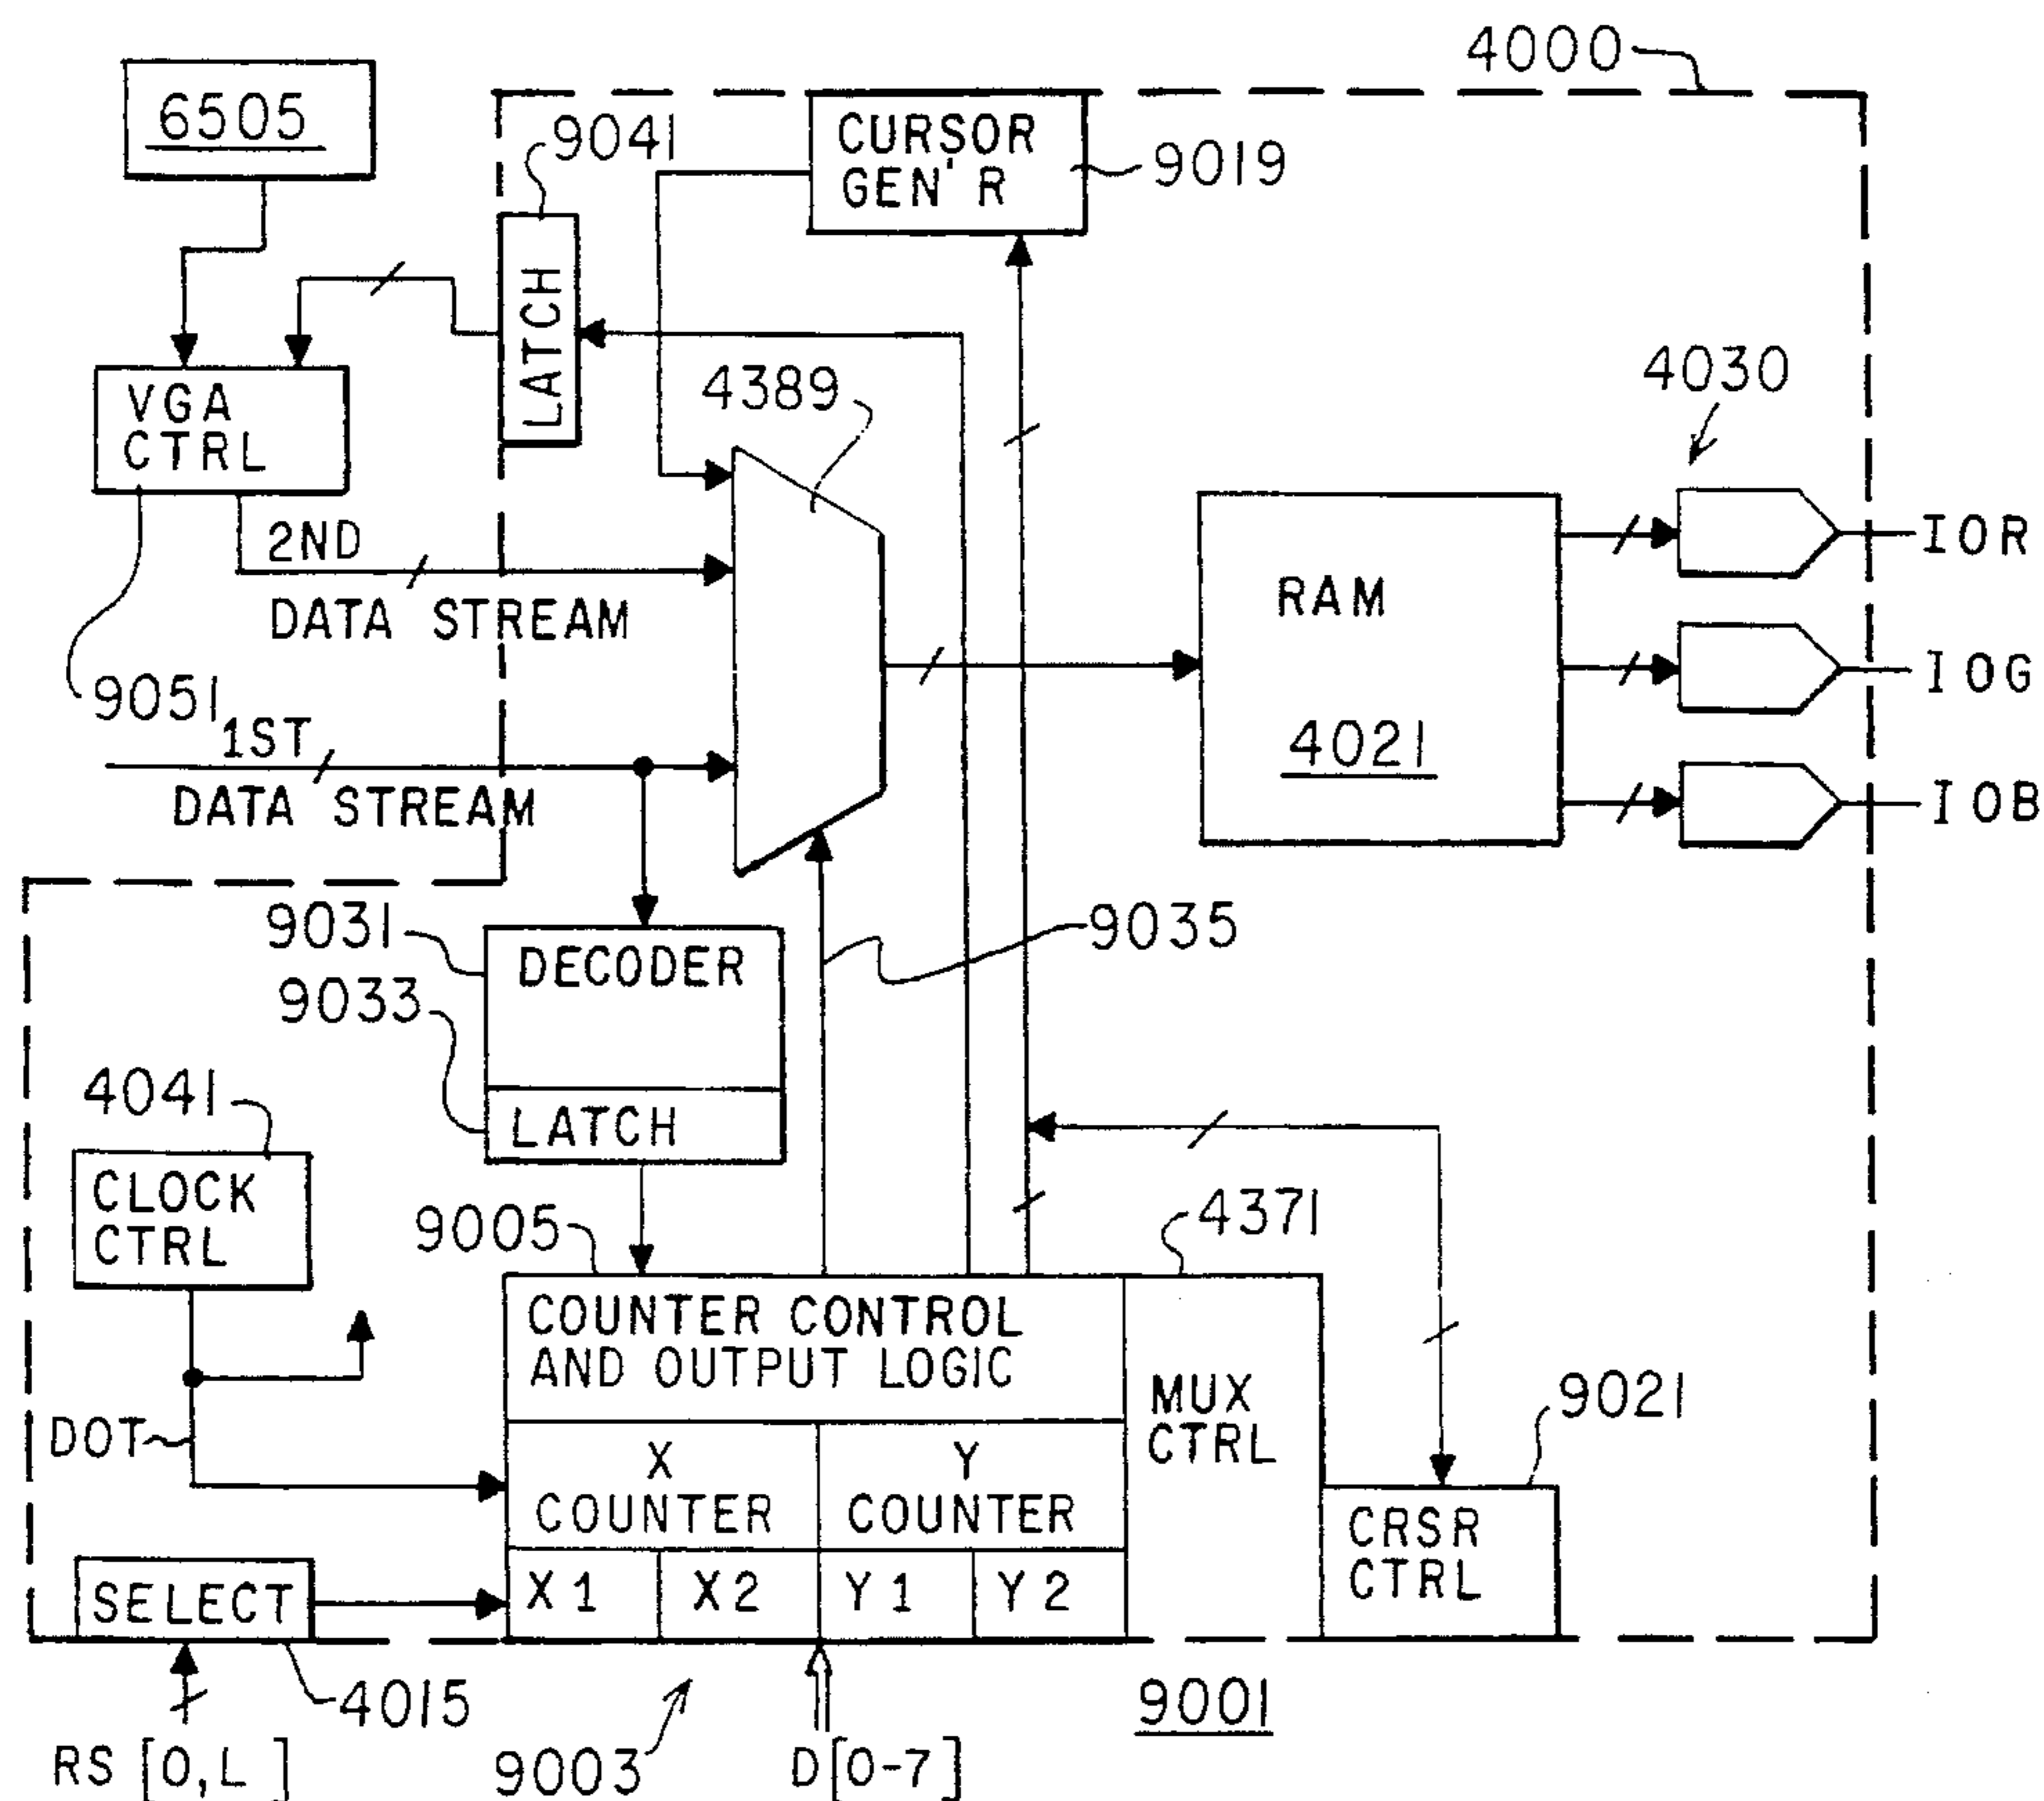 4000
6505
9041
CURSOR
GEN'R
9019
LATCH
4389
4030
VGA
CTRL
2ND
DATA STREAM
IOR
RAM
IOG
9051
1ST
4021
DATA STREAM
IOB
9031
DECODER
9035
9033
4041
LATCH
CLOCK
CTRL
9005
4371
COUNTER CONTROL
AND OUTPUT LOGIC
MUX
CTRL
9021
DOT
X
COUNTER
Y
COUNTER
CRSR
CTRL
SELECT
X1
X2
Y1
Y2
4015
9001
RS [0,L ]
9003
D[0-7]